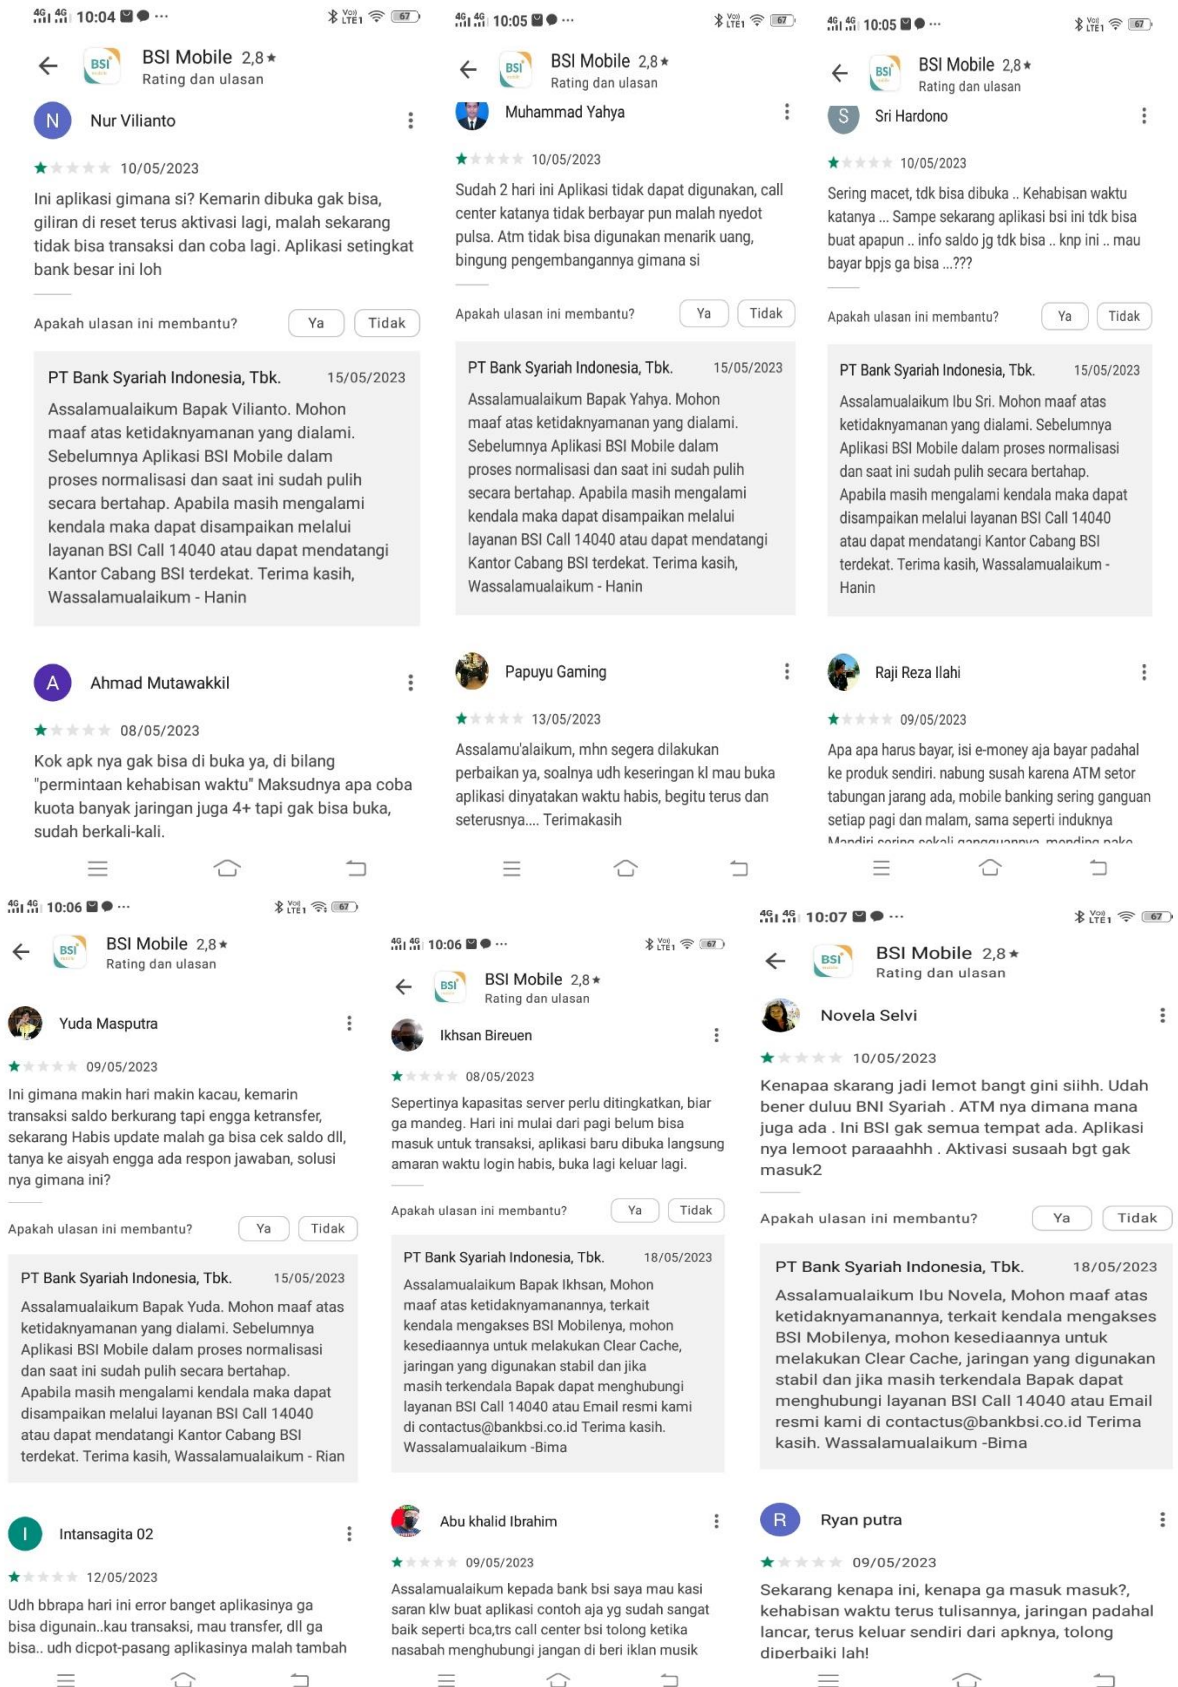 10:04 ...
67
BSI Mobile 2,8★
Rating dan ulasan
N Nur Vilianto
10/05/2023
Ini aplikasi gimana si? Kemarin dibuka gak bisa,
giliran di reset terus aktivasi lagi, malah sekarang
tidak bisa transaksi dan coba lagi. Aplikasi setingkat
bank besar ini loh
Apakah ulasan ini membantu? Ya Tidak
PT Bank Syariah Indonesia, Tbk. 15/05/2023
Assalamualaikum Bapak Vilianto. Mohon
maaf atas ketidaknyamanan yang dialami.
Sebelumnya Aplikasi BSI Mobile dalam
proses normalisasi dan saat ini sudah pulih
secara bertahap. Apabila masih mengalami
kendala maka dapat disampaikan melalui
layanan BSI Call 14040 atau dapat mendatangi
Kantor Cabang BSI terdekat. Terima kasih,
Wassalamualaikum - Hanin
A Ahmad Mutawakkil
08/05/2023
Kok apk nya gak bisa di buka ya, di bilang
"permintaan kehabisan waktu" Maksudnya apa coba
kuota banyak jaringan juga 4+ tapi gak bisa buka,
sudah berkali-kali.
10:05 ...
67
BSI Mobile 2,8★
Rating dan ulasan
Muhammad Yahya
10/05/2023
Sudah 2 hari ini Aplikasi tidak dapat digunakan, call
center katanya tidak berbayar pun malah nyedot
pulsa. Atm tidak bisa digunakan menarik uang,
bingung pengembangannya gimana si
Apakah ulasan ini membantu? Ya Tidak
PT Bank Syariah Indonesia, Tbk. 15/05/2023
Assalamualaikum Bapak Yahya. Mohon
maaf atas ketidaknyamanan yang dialami.
Sebelumnya Aplikasi BSI Mobile dalam
proses normalisasi dan saat ini sudah pulih
secara bertahap. Apabila masih mengalami
kendala maka dapat disampaikan melalui
layanan BSI Call 14040 atau dapat mendatangi
Kantor Cabang BSI terdekat. Terima kasih,
Wassalamualaikum - Hanin
Papuyu Gaming
13/05/2023
Assalamu'alaikum, mhn segera dilakukan
perbaikan ya, soalnya udh keseringan kl mau buka
aplikasi dinyatakan waktu habis, begitu terus dan
seterusnya.... Terimakasih
10:05 ...
67
BSI Mobile 2,8★
Rating dan ulasan
S Sri Hardono
10/05/2023
Sering macet, tdk bisa dibuka .. Kehabisan waktu
katanya ... Sampe sekarang aplikasi bsi ini tdk bisa
buat apapun .. info saldo jg tdk bisa .. knp ini .. mau
bayar bpjs ga bisa ...???
Apakah ulasan ini membantu? Ya Tidak
PT Bank Syariah Indonesia, Tbk. 15/05/2023
Assalamualaikum Ibu Sri. Mohon maaf atas
ketidaknyamanan yang dialami. Sebelumnya
Aplikasi BSI Mobile dalam proses normalisasi
dan saat ini sudah pulih secara bertahap.
Apabila masih mengalami kendala maka dapat
disampaikan melalui layanan BSI Call 14040
atau dapat mendatangi Kantor Cabang BSI
terdekat. Terima kasih, Wassalamualaikum -
Hanin
Raji Reza Ilahi
09/05/2023
Apa apa harus bayar, isi e-money aja bayar padahal
ke produk sendiri. nabung susah karena ATM setor
tabungan jarang ada, mobile banking sering ganguan
setiap pagi dan malam, sama seperti induknya
Mandiri sering sekali gangguannya, mending pake
10:06 ...
67
BSI Mobile 2,8★
Rating dan ulasan
Yuda Masputra
09/05/2023
Ini gimana makin hari makin kacau, kemarin
transaksi saldo berkurang tapi engga ketransfer,
sekarang Habis update malah ga bisa cek saldo dll,
tanya ke aisyah engga ada respon jawaban, solusi
nya gimana ini?
Apakah ulasan ini membantu? Ya Tidak
PT Bank Syariah Indonesia, Tbk. 15/05/2023
Assalamualaikum Bapak Yuda. Mohon maaf atas
ketidaknyamanan yang dialami. Sebelumnya
Aplikasi BSI Mobile dalam proses normalisasi
dan saat ini sudah pulih secara bertahap.
Apabila masih mengalami kendala maka dapat
disampaikan melalui layanan BSI Call 14040
atau dapat mendatangi Kantor Cabang BSI
terdekat. Terima kasih, Wassalamualaikum - Rian
I Intansagita 02
12/05/2023
Udh bbrapa hari ini error banget aplikasinya ga
bisa digunain..kau transaksi, mau transfer, dll ga
bisa.. udh dicpot-pasang aplikasinya malah tambah
10:06 ...
67
BSI Mobile 2,8★
Rating dan ulasan
Ikhsan Bireuen
08/05/2023
Sepertinya kapasitas server perlu ditingkatkan, biar
ga mandeg. Hari ini mulai dari pagi belum bisa
masuk untuk transaksi, aplikasi baru dibuka langsung
amaran waktu login habis, buka lagi keluar lagi.
Apakah ulasan ini membantu? Ya Tidak
PT Bank Syariah Indonesia, Tbk. 18/05/2023
Assalamualaikum Bapak Ikhsan, Mohon
maaf atas ketidaknyamanannya, terkait
kendala mengakses BSI Mobilenya, mohon
kesediaannya untuk melakukan Clear Cache,
jaringan yang digunakan stabil dan jika
masih terkendala Bapak dapat menghubungi
layanan BSI Call 14040 atau Email resmi kami
di contactus@bankbsi.co.id Terima kasih.
Wassalamualaikum -Bima
Abu khalid Ibrahim
09/05/2023
Assalamualaikum kepada bank bsi saya mau kasi
saran klw buat aplikasi contoh aja yg sudah sangat
baik seperti bca,trs call center bsi tolong ketika
nasabah menghubungi jangan di beri iklan musik
10:07 ...
67
BSI Mobile 2,8★
Rating dan ulasan
Novela Selvi
10/05/2023
Kenapaa skarang jadi lemot bangt gini siihh. Udah
bener duluu BNI Syariah . ATM nya dimana mana
juga ada . Ini BSI gak semua tempat ada. Aplikasi
nya lemoot paraaahhh . Aktivasi susaah bgt gak
masuk2
Apakah ulasan ini membantu? Ya Tidak
PT Bank Syariah Indonesia, Tbk. 18/05/2023
Assalamualaikum Ibu Novela, Mohon maaf atas
ketidaknyamanannya, terkait kendala mengakses
BSI Mobilenya, mohon kesediaannya untuk
melakukan Clear Cache, jaringan yang digunakan
stabil dan jika masih terkendala Bapak dapat
menghubungi layanan BSI Call 14040 atau Email
resmi kami di contactus@bankbsi.co.id Terima
kasih. Wassalamualaikum -Bima
R Ryan putra
09/05/2023
Sekarang kenapa ini, kenapa ga masuk masuk?,
kehabisan waktu terus tulisannya, jaringan padahal
lancar, terus keluar sendiri dari apknya, tolong
diperbaiki lah!